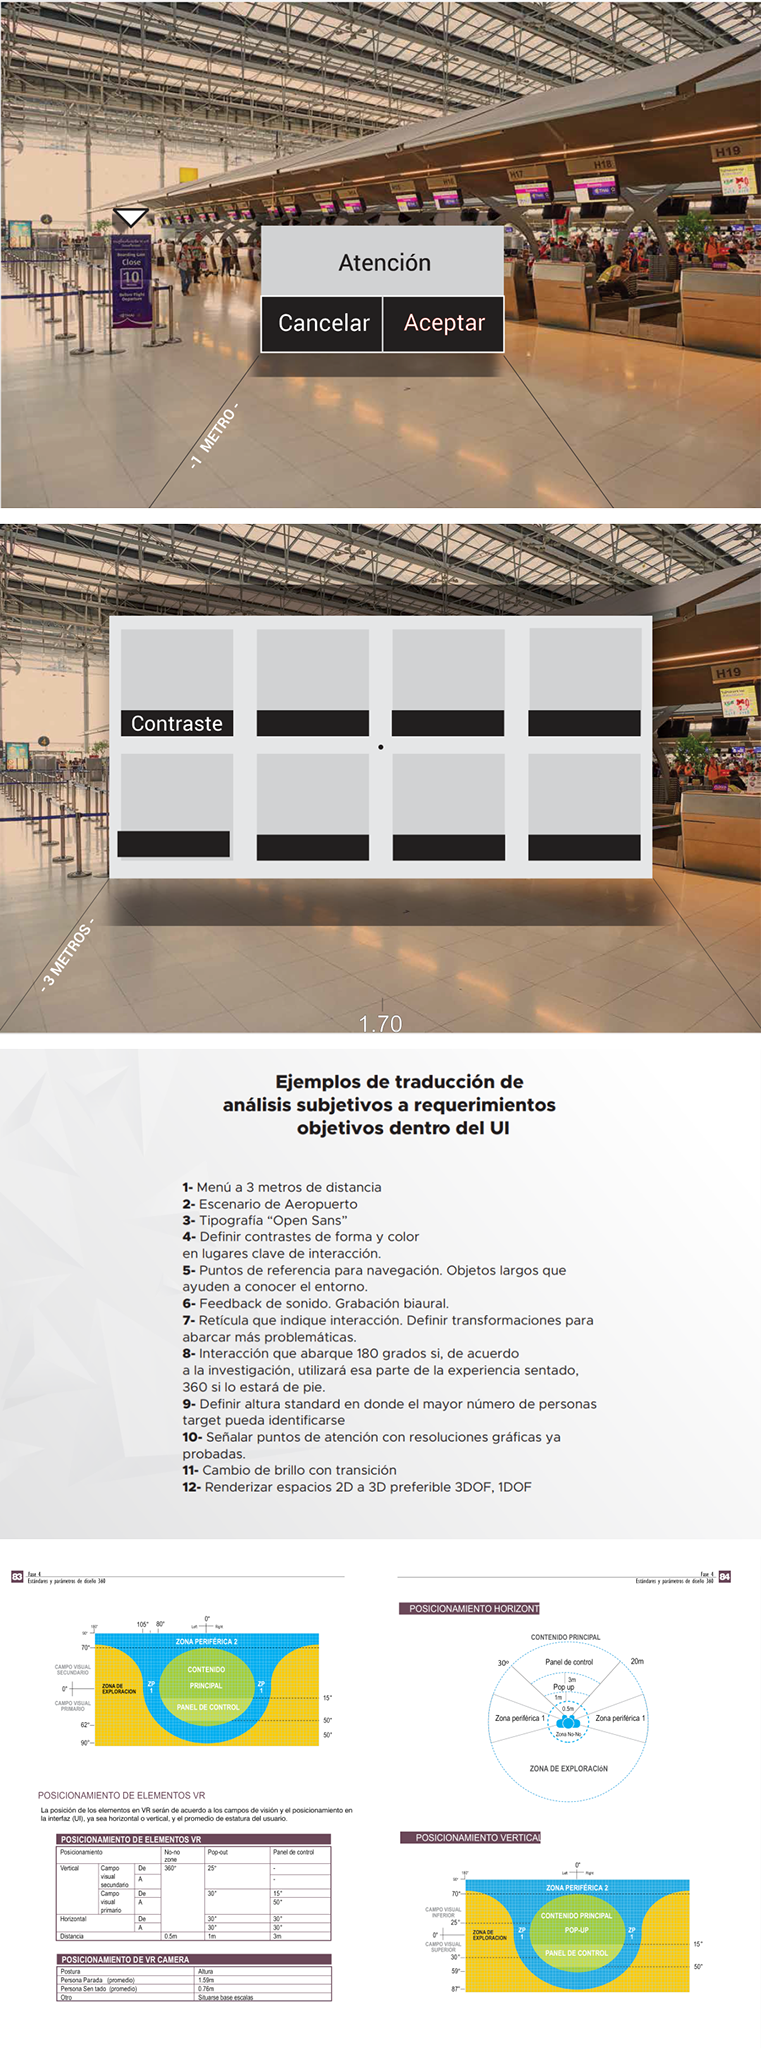 H19
H18
H17
H16
Close
10
Atención
Cancelar
Aceptar
-1 METRO -
H19
Contraste
- 3 METROS -
1.70
Ejemplos de traducción de
análisis subjetivos a requerimientos
objetivos dentro del UI
1- Menú a 3 metros de distancia
2- Escenario de Aeropuerto
3- Tipografía “Open Sans”
4- Definir contrastes de forma y color
en lugares clave de interacción.
5- Puntos de referencia para navegación. Objetos largos que
ayuden a conocer el entorno.
6- Feedback de sonido. Grabación biaural.
7- Retícula que indique interacción. Definir transformaciones para
abarcar más problemáticas.
8- Interacción que abarque 180 grados si, de acuerdo
a la investigación, utilizará esa parte de la experiencia sentado,
360 si lo estará de pie.
9- Definir altura standard en donde el mayor número de personas
target pueda identificarse
10- Señalar puntos de atención con resoluciones gráficas ya
probadas.
11- Cambio de brillo con transición
12- Renderizar espacios 2D a 3D preferible 3DOF, 1DOF
83 Fase 4
Estándares y parámetros de diseño 360
0°
Left Right
180° 105° 80°
90°
70°
ZONA PERIFÉRICA 2
CAMPO VISUAL
SECUNDARIO
0°
CAMPO VISUAL
PRIMARIO
62°
90°
ZONA DE
EXPLORACION
ZP
1
CONTENIDO
PRINCIPAL
PANEL DE CONTROL
ZP
1
15°
50°
50°
POSICIONAMIENTO DE ELEMENTOS VR
La posición de los elementos en VR serán de acuerdo a los campos de visión y el posicionamiento en
la interfaz (UI), ya sea horizontal o vertical, y el promedio de estatura del usuario.
POSICIONAMIENTO DE ELEMENTOS VR
Posicionamiento No-no zone Pop-out Panel de control
Vertical Campo visual secundario De 360° 25° -
A -
Campo visual primario De 30° 15°
A 50°
Horizontal De 30° 30°
A 30° 30°
Distancia 0.5m 1m 3m
POSICIONAMIENTO DE VR CAMERA
Postura Altura
Persona Parada (promedio) 1.59m
Persona Sen tado (promedio) 0.76m
Otro Situarse base escalas
Fase 4 84
Estándares y parámetros de diseño 360
POSICIONAMIENTO HORIZONT
CONTENIDO PRINCIPAL
30º
Panel de control
20m
3m
Pop up
1m
0.5m
Zona periférica 1
Zona periférica 1
Zona No-No
ZONA DE EXPLORACIóN
POSICIONAMIENTO VERTICAL
0°
Left Right
180°
90°
70°
ZONA PERIFÉRICA 2
CAMPO VISUAL
INFERIOR
25°
0°
CAMPO VISUAL
SUPERIOR
30°
59°
87°
ZONA DE
EXPLORACION
ZP
1
CONTENIDO PRINCIPAL
POP-UP
PANEL DE CONTROL
ZP
1
15°
50°